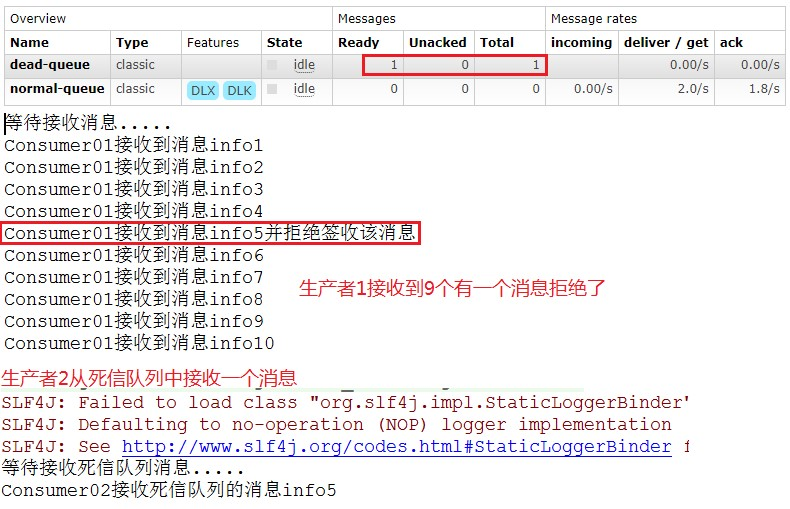 Overview Messages Message rates
Name Type Features State Ready Unacked Total incoming deliver / get ack
dead-queue classic idle 1 0 1 0.00/s 0.00/s
normal-queue classic DLX DLK idle 0 0 0 0.00/s 2.0/s 1.8/s
等待接收消息.....
Consumer01接收到消息info1
Consumer01接收到消息info2
Consumer01接收到消息info3
Consumer01接收到消息info4
Consumer01接收到消息info5并拒绝签收该消息
Consumer01接收到消息info6
Consumer01接收到消息info7
生产者1接收到9个有一个消息拒绝了
Consumer01接收到消息info8
Consumer01接收到消息info9
Consumer01接收到消息info10
生产者2从死信队列中接收一个消息
SLF4J: Failed to load class "org.slf4j.impl.StaticLoggerBinder"
SLF4J: Defaulting to no-operation (NOP) logger implementation
SLF4J: See http://www.slf4j.org/codes.html#StaticLoggerBinder f
等待接收死信队列消息.....
Consumer02接收死信队列的消息info5